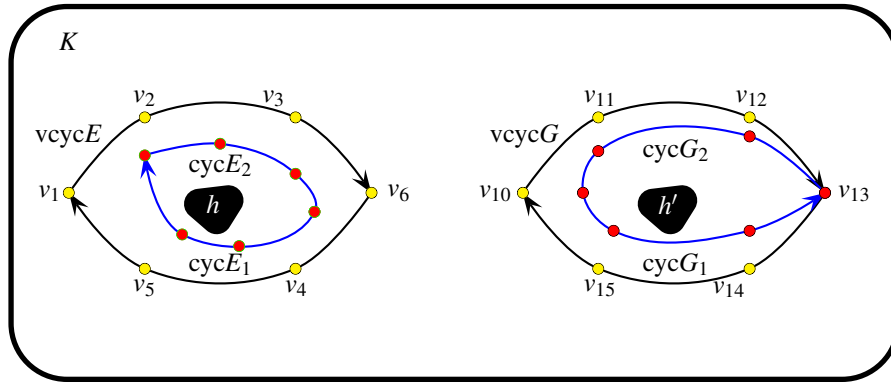 K
v₂ v₃ v₁₁ v₁₂
vcycE vcycG
cycE₂ cycG₂
v₁ h v₆ v₁₀ h′ v₁₃
cycE₁ cycG₁
v₅ v₄ v₁₅ v₁₄